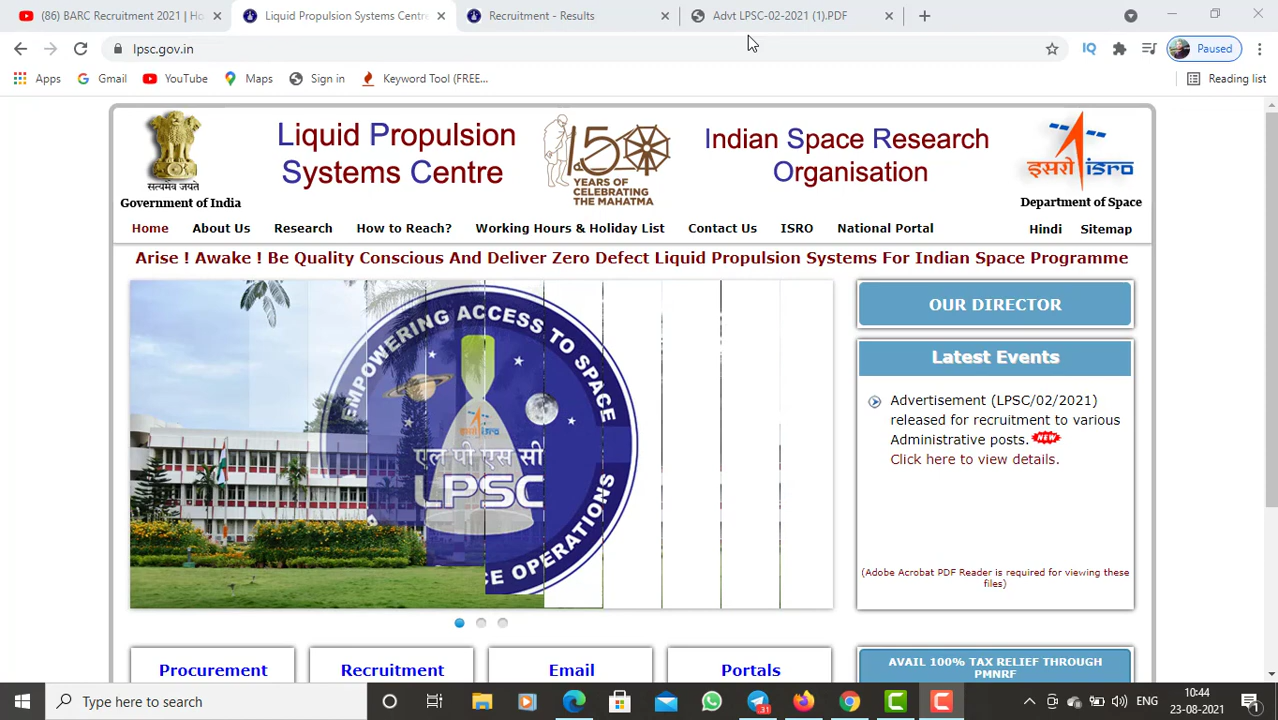 (86) BARC Recruitment 2021 | Ho
Liquid Propulsion Systems Centre
Recruitment - Results
Advt LPSC-02-2021 (1).PDF
lpsc.gov.in
IQ
Paused
Apps
Gmail
YouTube
Maps
Sign in
Keyword Tool (FREE...
Reading list
सत्यमेव जयते
Government of India
Liquid Propulsion
Systems Centre
150
YEARS OF
CELEBRATING
THE MAHATMA
Indian Space Research
Organisation
इसरो isro
Department of Space
Home
About Us
Research
How to Reach?
Working Hours & Holiday List
Contact Us
ISRO
National Portal
Hindi
Sitemap
Arise ! Awake ! Be Quality Conscious And Deliver Zero Defect Liquid Propulsion Systems For Indian Space Programme
EMPOWERING ACCESS TO SPACE
एल पी एस सी
LPSC
CE OPERATIONS
OUR DIRECTOR
Latest Events
Advertisement (LPSC/02/2021)
released for recruitment to various
Administrative posts. NEW
Click here to view details.
(Adobe Acrobat PDF Reader is required for viewing these
files)
Procurement
Recruitment
Email
Portals
AVAIL 100% TAX RELIEF THROUGH
PMNRF
Type here to search
31
ENG
10:44
23-08-2021
1